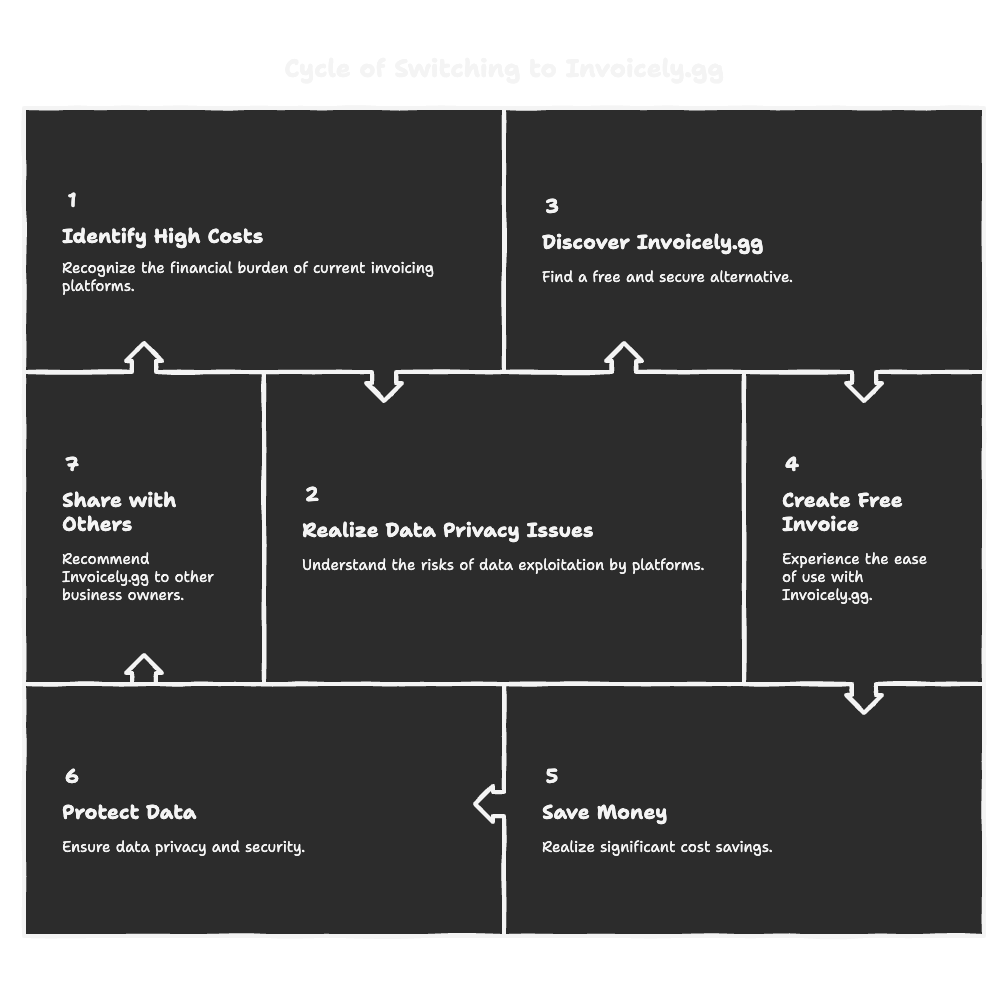 Cycle of Switching to Invoicely.gg
1
Identify High Costs
Recognize the financial burden of current invoicing
platforms.
3
Discover Invoicely.gg
Find a free and secure alternative.
7
Share with
Others
Recommend
Invoicely.gg to other
business owners.
2
Realize Data Privacy Issues
Understand the risks of data exploitation by platforms.
4
Create Free
Invoice
Experience the ease
of use with
Invoicely.gg.
6
Protect Data
Ensure data privacy and security.
5
Save Money
Realize significant cost savings.